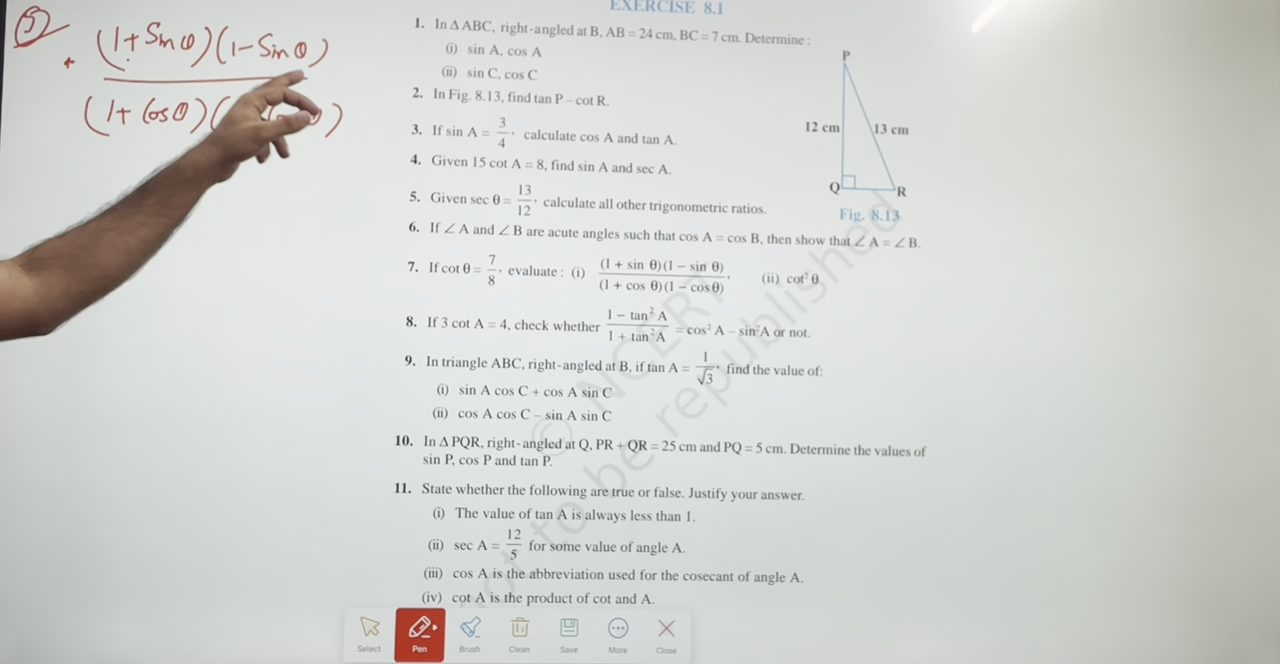 EXERCISE 8.1
(1+ Sin θ)(1- Sin θ)
(1+ Cos θ)(
1. In Δ ABC, right-angled at B, AB = 24 cm, BC = 7 cm. Determine :
(i) sin A, cos A
(ii) sin C, cos C
2. In Fig. 8.13, find tan P – cot R.
3. If sin A = 3/4, calculate cos A and tan A.
4. Given 15 cot A = 8, find sin A and sec A.
5. Given sec θ = 13/12, calculate all other trigonometric ratios.
6. If ∠ A and ∠ B are acute angles such that cos A = cos B, then show that ∠ A = ∠ B.
7. If cot θ = 7/8, evaluate : (i) (1 + sin θ)(1 – sin θ)/(1 + cos θ)(1 – cos θ), (ii) cot² θ
8. If 3 cot A = 4, check whether 1 – tan² A/1 + tan² A = cos² A – sin² A or not.
9. In triangle ABC, right-angled at B, if tan A = 1/√3, find the value of:
(i) sin A cos C + cos A sin C
(ii) cos A cos C – sin A sin C
10. In Δ PQR, right-angled at Q, PR + QR = 25 cm and PQ = 5 cm. Determine the values of
sin P, cos P and tan P.
11. State whether the following are true or false. Justify your answer.
(i) The value of tan A is always less than 1.
(ii) sec A = 12/5 for some value of angle A.
(iii) cos A is the abbreviation used for the cosecant of angle A.
(iv) cot A is the product of cot and A.
P
12 cm
13 cm
Q
R
Fig. 8.13
© NCERT
not to be republished
Select
Pen
Brush
Clean
Save
More
Close